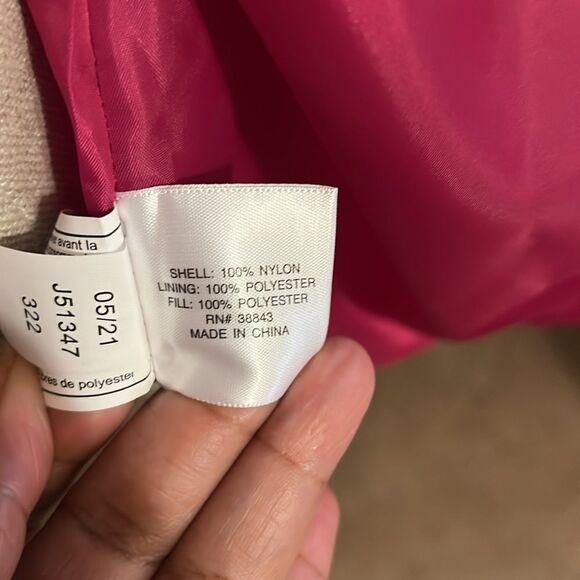 SHELL: 100% NYLON
LINING: 100% POLYESTER
FILL: 100% POLYESTER
RN# 38843
MADE IN CHINA
avant la
05/21
J51347
322
de polyester